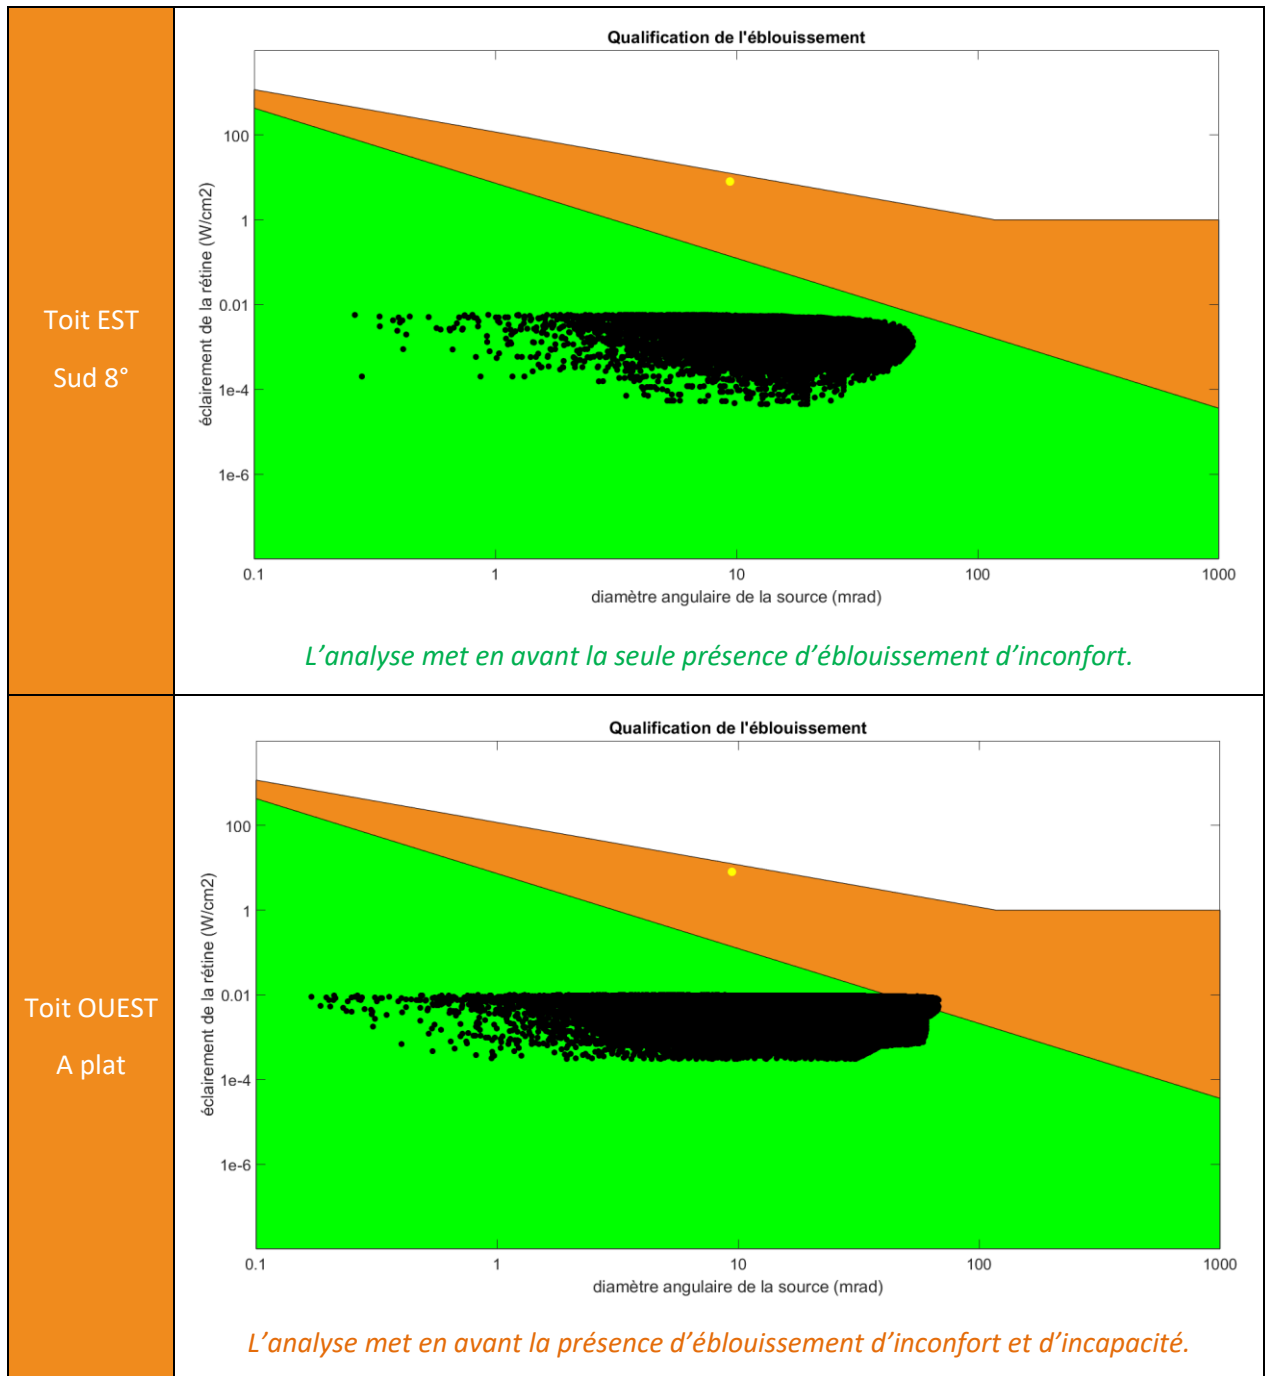 Toit EST
Sud 8°
Qualification de l'éblouissement
éclairement de la rétine (W/cm2)
100
1
0.01
1e-4
1e-6
0.1 1 10 100 1000
diamètre angulaire de la source (mrad)
L’analyse met en avant la seule présence d’éblouissement d’inconfort.
Toit OUEST
A plat
Qualification de l'éblouissement
éclairement de la rétine (W/cm2)
100
1
0.01
1e-4
1e-6
0.1 1 10 100 1000
diamètre angulaire de la source (mrad)
L’analyse met en avant la présence d’éblouissement d’inconfort et d’incapacité.